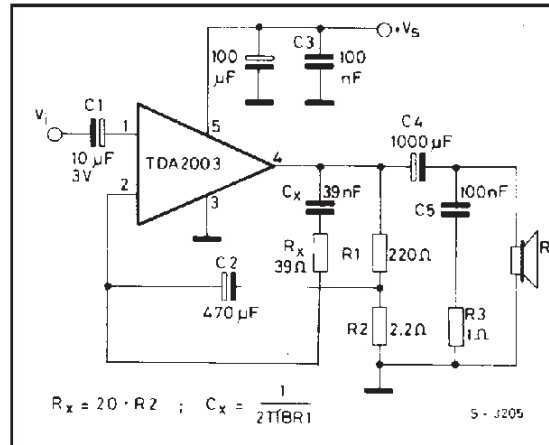 +Vs
100 µF
C3
100 nF
Vi
C1
10 µF
3V
1
2
5
TDA2003
4
3
C4
1000 µF
Cx
39nF
100nF
C5
Rx
39Ω
R1
220Ω
C2
470 µF
R2
2.2Ω
R3
1Ω
R
Rx = 20 · R2 ; Cx = 1 / 2πBR1
S - 3205